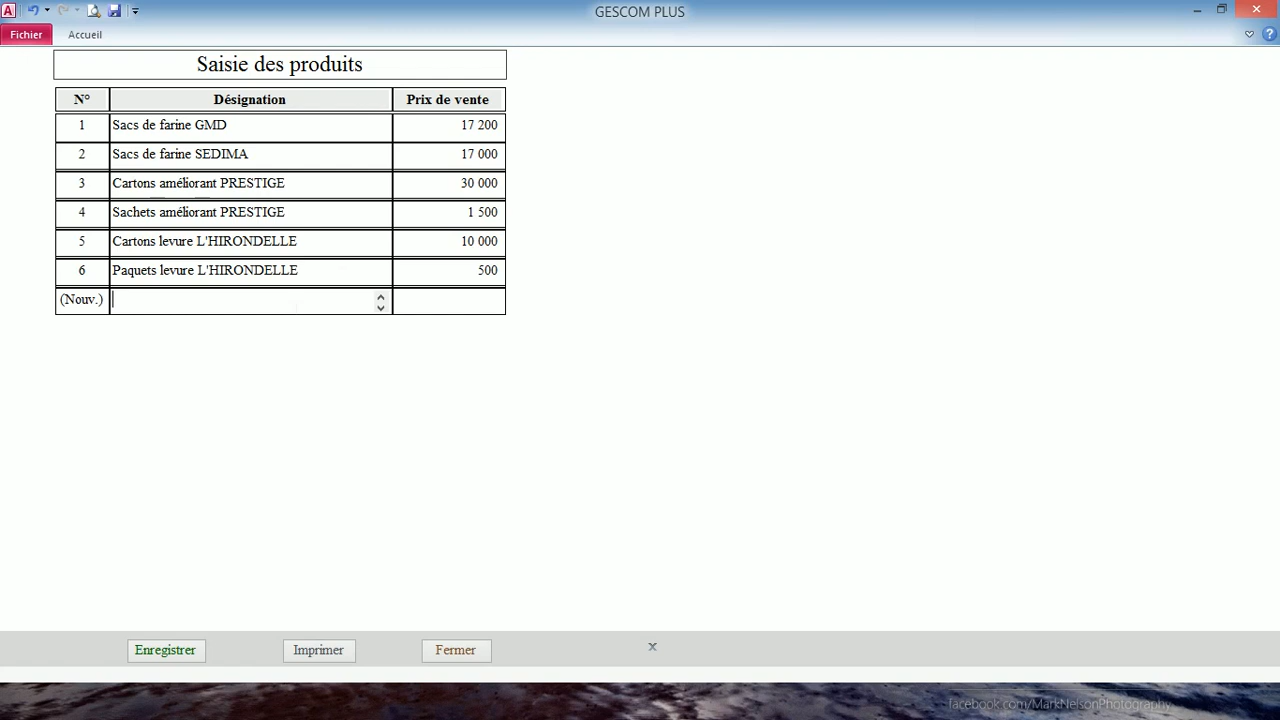 GESCOM PLUS
Fichier Accueil
Saisie des produits
N° Désignation Prix de vente
1 Sacs de farine GMD 17 200
2 Sacs de farine SEDIMA 17 000
3 Cartons améliorant PRESTIGE 30 000
4 Sachets améliorant PRESTIGE 1 500
5 Cartons levure L'HIRONDELLE 10 000
6 Paquets levure L'HIRONDELLE 500
(Nouv.)
Enregistrer Imprimer Fermer
facebook.com/MarkNelsonPhotography